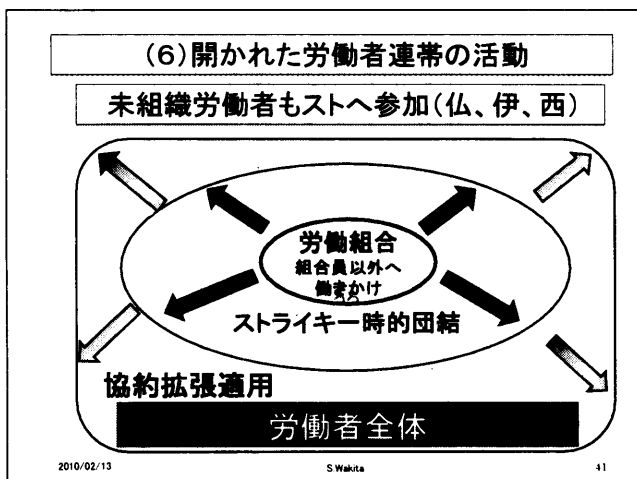 (6)開かれた労働者連帯の活動
未組織労働者もストへ参加(仏、伊、西)
労働組合
組合員以外へ
働きかけ
ストライキ一時的団結
協約拡張適用
労働者全体
2010/02/13
S.Wakita
41